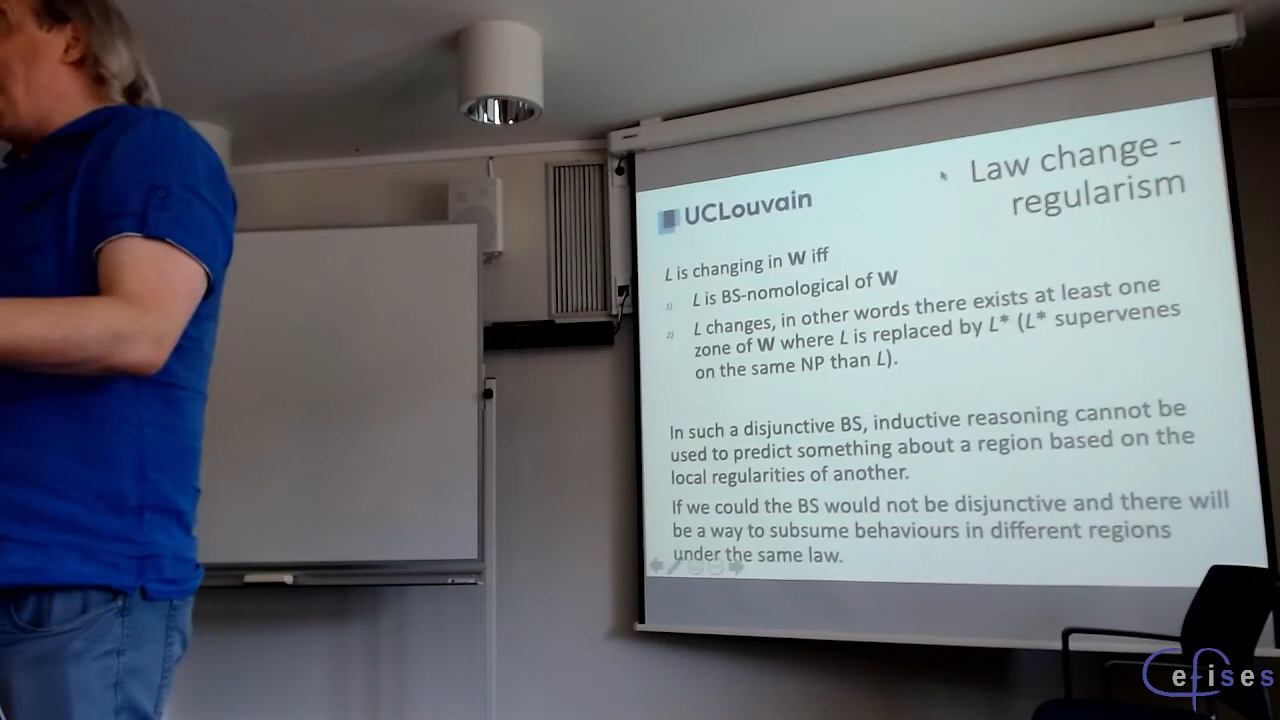 Law change -
regularism
UCLouvain
L is changing in W iff
1) L is BS-nomological of W
2) L changes, in other words there exists at least one
zone of W where L is replaced by L* (L* supervenes
on the same NP than L).
In such a disjunctive BS, inductive reasoning cannot be
used to predict something about a region based on the
local regularities of another.
If we could the BS would not be disjunctive and there will
be a way to subsume behaviours in different regions
under the same law.
Cefises